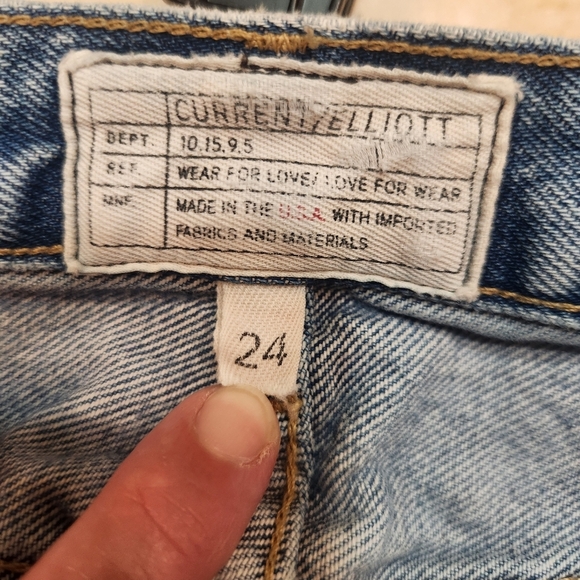 CURRENT/ELLIOTT
DEPT. 10.15.9.5
REF. WEAR FOR LOVE/LOVE FOR WEAR
MNF. MADE IN THE U.S.A. WITH IMPORTED
FABRICS AND MATERIALS
24